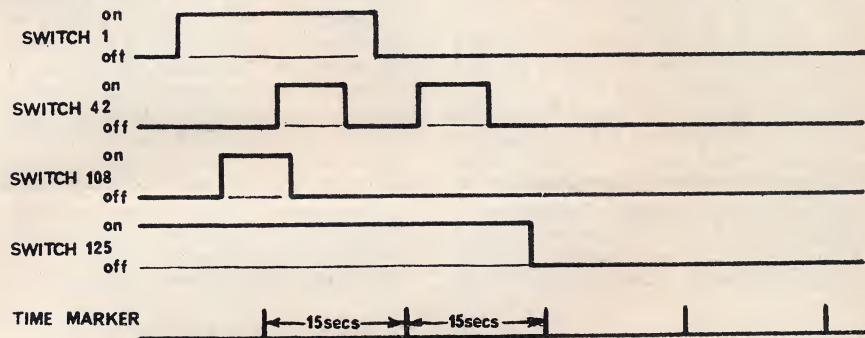 on
SWITCH 1
off
on
SWITCH 42
off
on
SWITCH 108
off
on
SWITCH 125
off
TIME MARKER
15secs
15secs